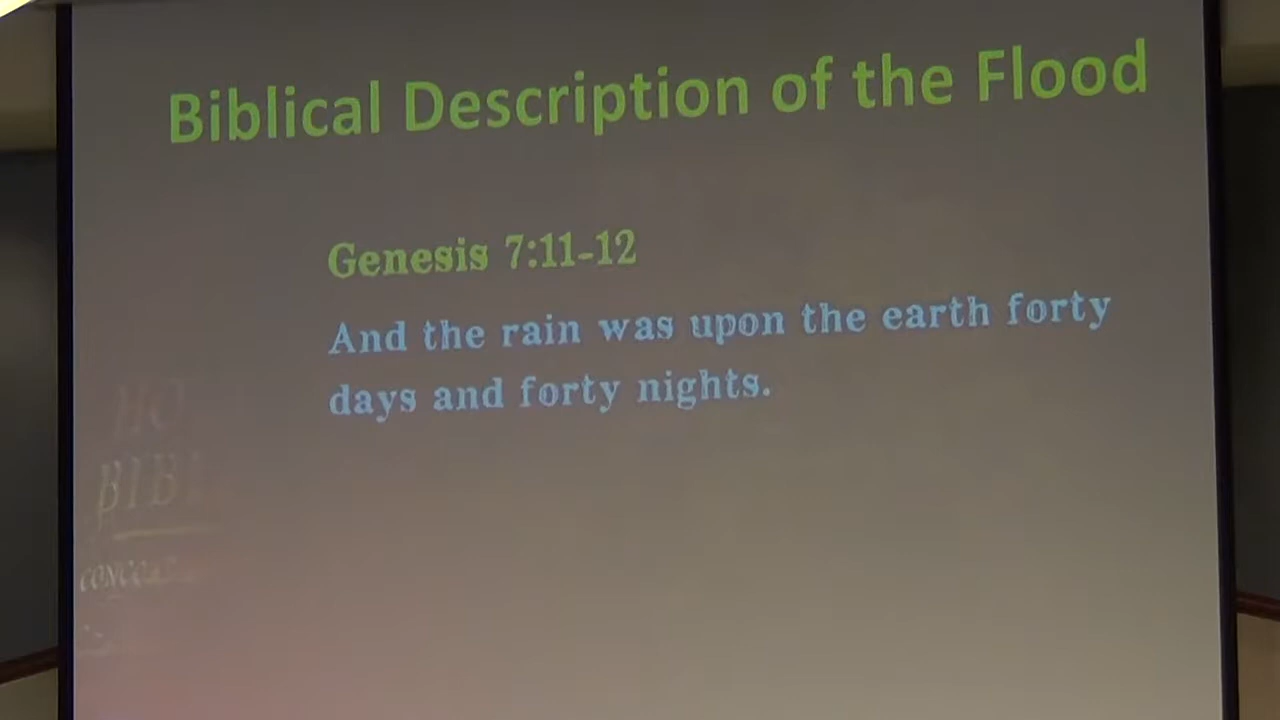 Biblical Description of the Flood
Genesis 7:11-12
And the rain was upon the earth forty
days and forty nights.